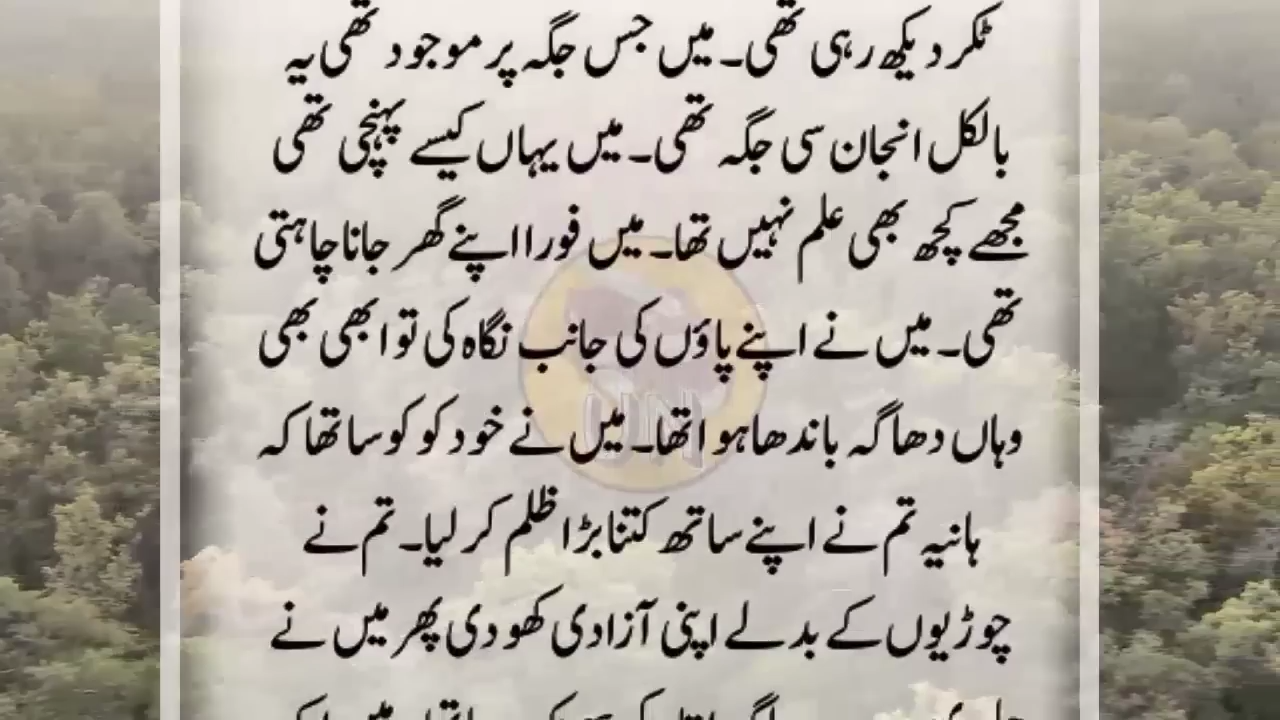 ٹکر دیکھ رہی تھی۔ میں جس جگہ پر موجود تھی یہ
بالکل انجان سی جگہ تھی۔ میں یہاں کیسے پہنچی تھی
مجھے کچھ بھی علم نہیں تھا۔ میں فورا اپنے گھر جانا چاہتی
تھی۔ میں نے اپنے پاؤں کی جانب نگاہ کی تو ابھی بھی
وہاں دھاگہ باندھا ہوا تھا۔ میں نے خود کو کوسا تھا کہ
ہانیہ تم نے اپنے ساتھ کتنا بڑا ظلم کر لیا۔ تم نے
چوڑیوں کے بدلے اپنی آزادی کھو دی پھر میں نے
UN